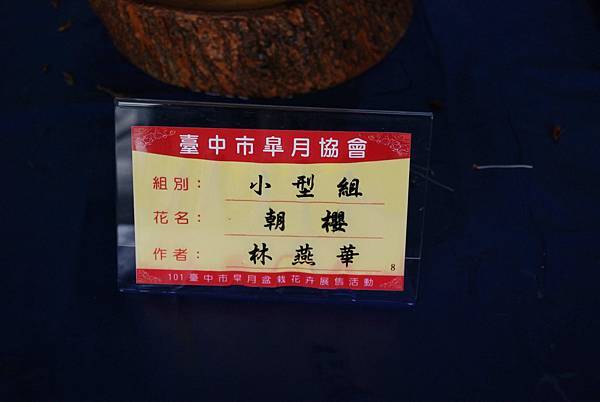 臺中市皐月協會
組別：小型組
花名：朝櫻
作者：林燕華
8
101臺中市皐月盆栽花卉展售活動